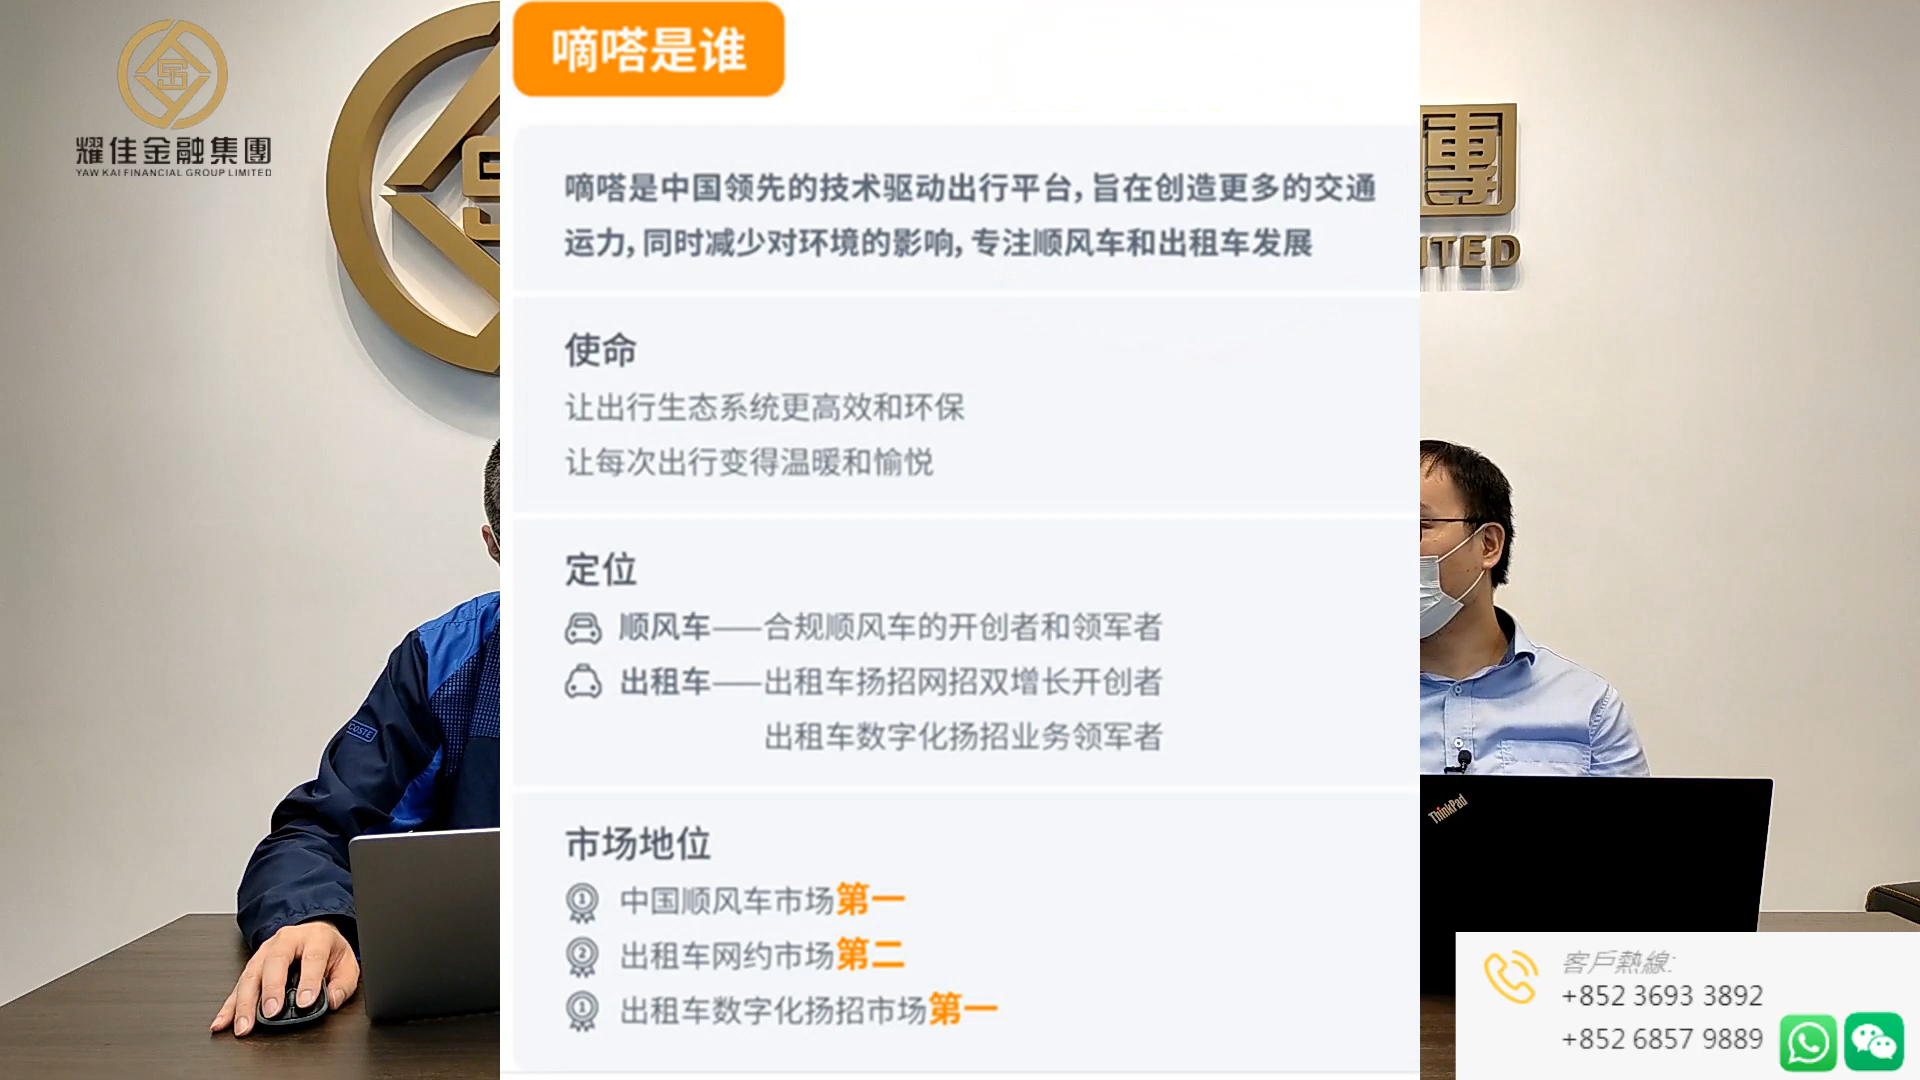 耀佳金融集團
YAW KAI FINANCIAL GROUP LIMITED
嘀嗒是谁
嘀嗒是中国领先的技术驱动出行平台，旨在创造更多的交通
运力，同时减少对环境的影响，专注顺风车和出租车发展
使命
让出行生态系统更高效和环保
让每次出行变得温暖和愉悦
定位
顺风车——合规顺风车的开创者和领军者
出租车——出租车扬招网招双增长开创者
出租车数字化扬招业务领军者
市场地位
1 中国顺风车市场第一
2 出租车网约市场第二
1 出租车数字化扬招市场第一
團
ITED
COSTE
ThinkPad
客戶熱線:
+852 3693 3892
+852 6857 9889